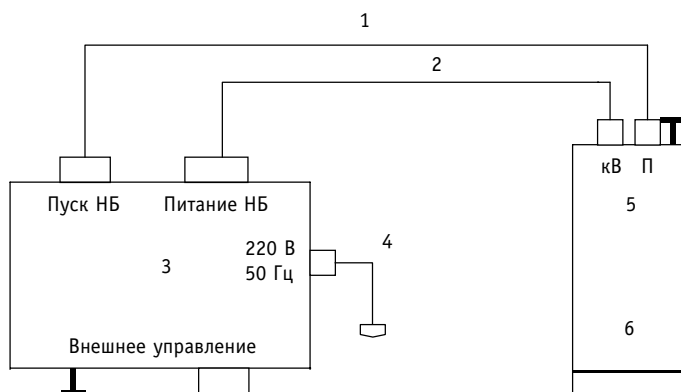 1
2
кВ П
Пуск НБ Питание НБ
5
220 В
4
3
50 Гц
6
Внешнее управление